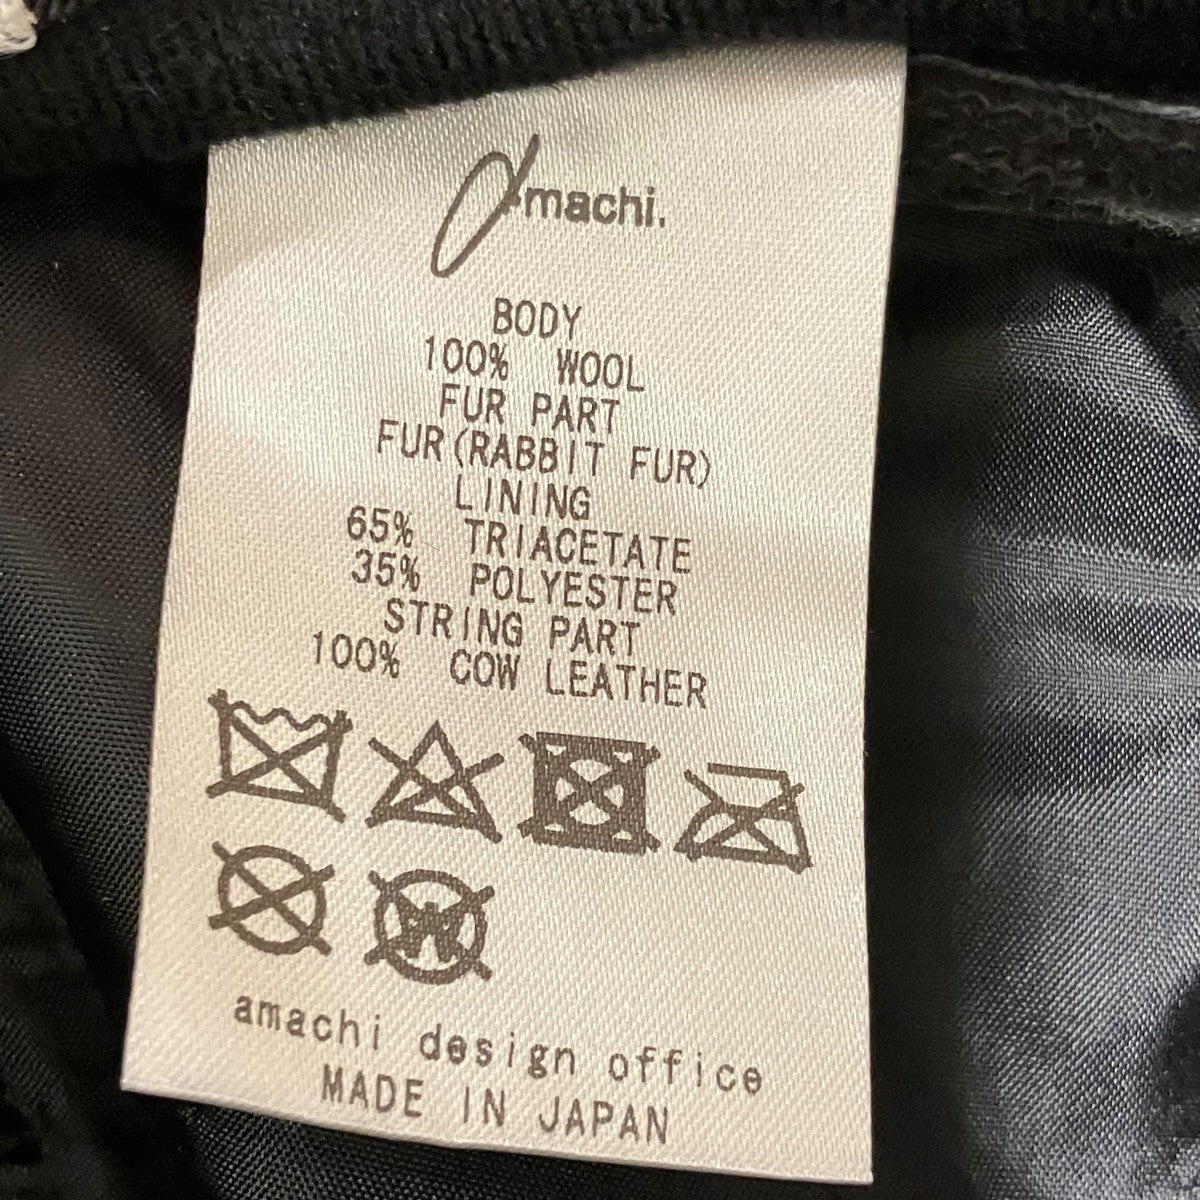 amachi.
BODY
100% WOOL
FUR PART
FUR(RABBIT FUR)
LINING
65% TRIACETATE
35% POLYESTER
STRING PART
100% COW LEATHER
amachi design office
MADE IN JAPAN